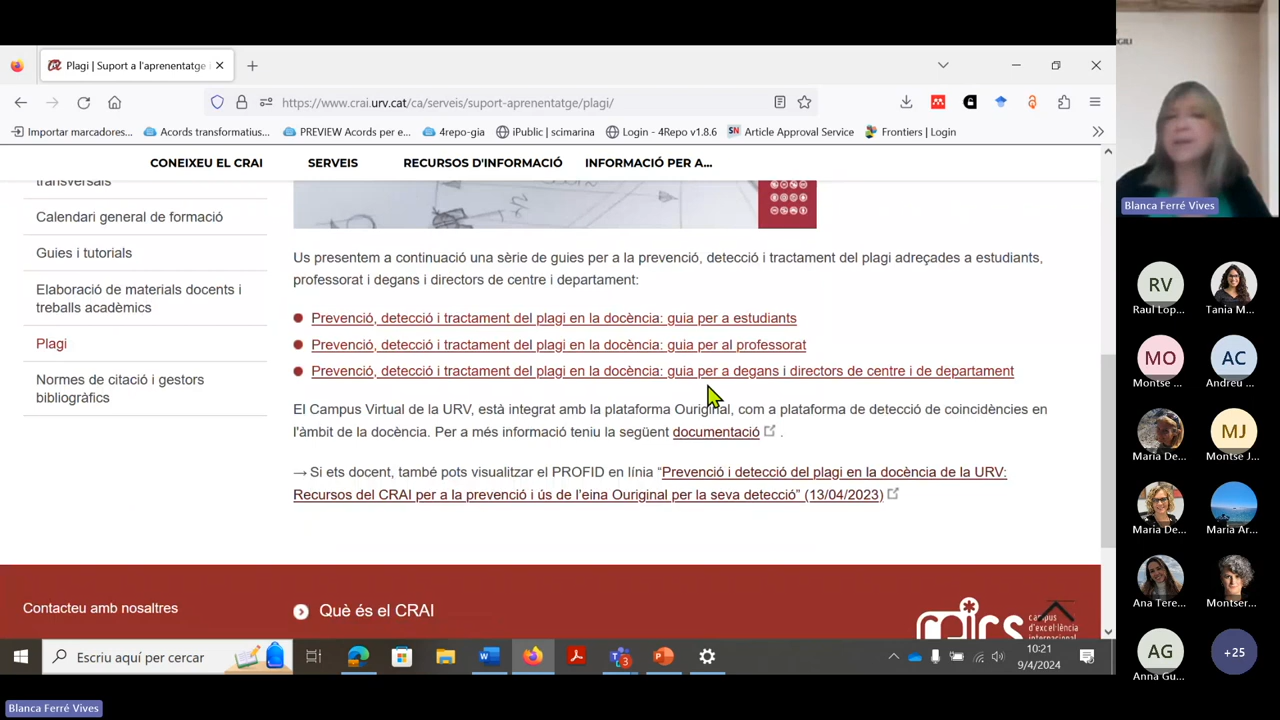 Plagi | Suport a l'aprenentatge
https://www.crai.urv.cat/ca/serveis/suport-aprenentatge/plagi/
Importar marcadores...
Acords transformatius...
PREVIEW Acords per e...
4repo-gia
iPublic | scimarina
Login - 4Repo v1.8.6
SN Article Approval Service
Frontiers | Login
CONEIXEU EL CRAI
SERVEIS
RECURSOS D'INFORMACIÓ
INFORMACIÓ PER A...
transversals
Calendari general de formació
Guies i tutorials
Elaboració de materials docents i
treballs acadèmics
Plagi
Normes de citació i gestors
bibliogràfics
Us presentem a continuació una sèrie de guies per a la prevenció, detecció i tractament del plagi adreçades a estudiants,
professorat i degans i directors de centre i departament:
Prevenció, detecció i tractament del plagi en la docència: guia per a estudiants
Prevenció, detecció i tractament del plagi en la docència: guia per al professorat
Prevenció, detecció i tractament del plagi en la docència: guia per a degans i directors de centre i de departament
El Campus Virtual de la URV, està integrat amb la plataforma Ouriginal, com a plataforma de detecció de coincidències en
l'àmbit de la docència. Per a més informació teniu la següent documentació .
→ Si ets docent, també pots visualitzar el PROFID en línia “Prevenció i detecció del plagi en la docència de la URV:
Recursos del CRAI per a la prevenció i ús de l'eina Ouriginal per la seva detecció” (13/04/2023)
Contacteu amb nosaltres
Què és el CRAI
campus
d'excel·lència
internacional
Escriu aquí per cercar
3
10:21
9/4/2024
Blanca Ferré Vives
RV
Raul Lop...
Tania M...
MO
Montse ...
AC
Andreu ...
Maria De...
MJ
Montse J...
Maria De...
Maria Ar...
Ana Tere...
Montser...
AG
Anna Gu...
+25
Blanca Ferré Vives